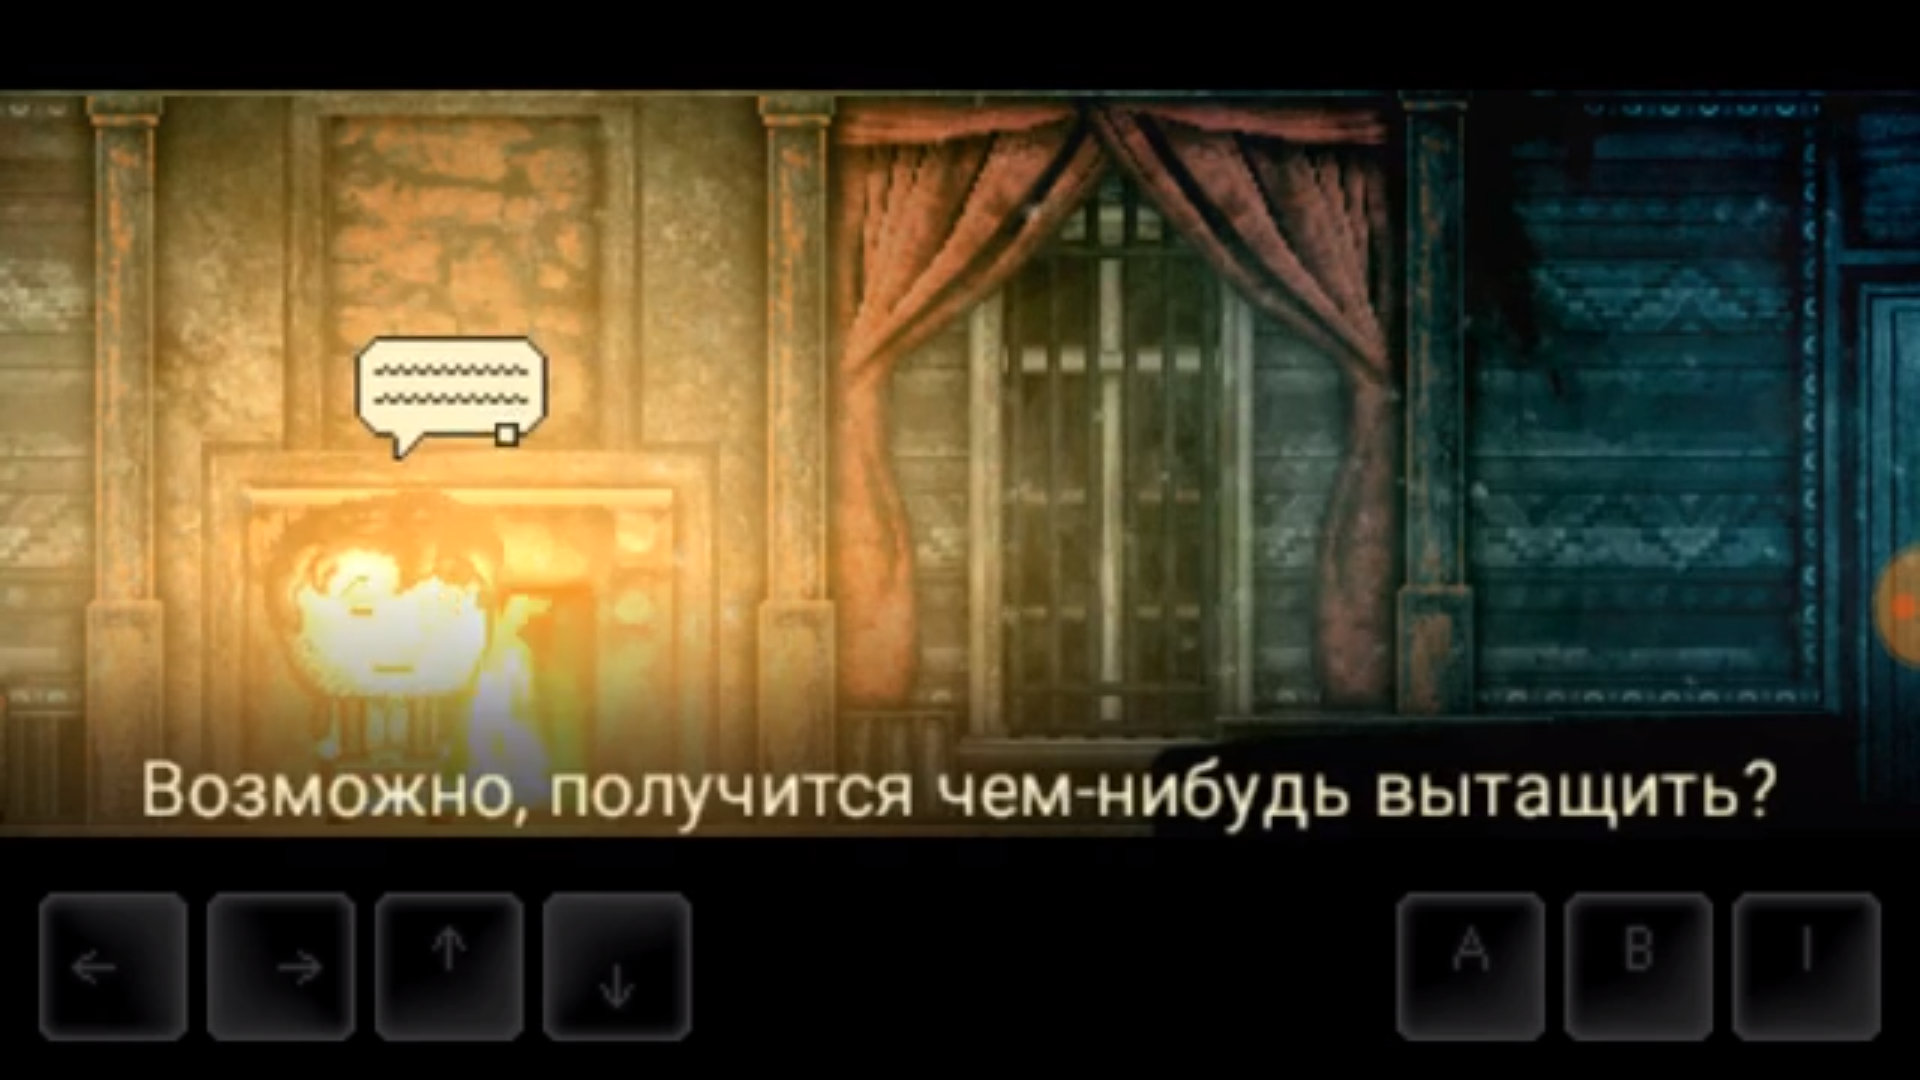 Возможно, получится чем-нибудь вытащить?
← → ↑ ↓ A B I